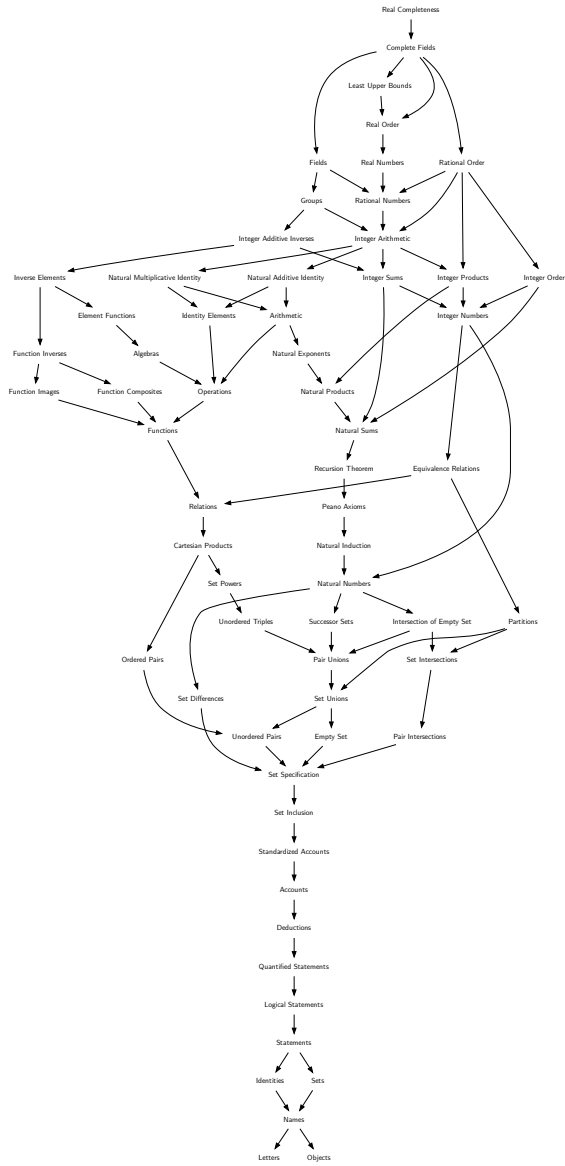 Real Completeness
Complete Fields
Least Upper Bounds
Real Order
Fields Real Numbers Rational Order
Groups Rational Numbers
Integer Additive Inverses Integer Arithmetic
Inverse Elements Natural Multiplicative Identity Natural Additive Identity Integer Sums Integer Products Integer Order
Element Functions Identity Elements Arithmetic Integer Numbers
Function Inverses Algebras Natural Exponents
Function Images Function Composites Operations Natural Products
Functions Natural Sums
Recursion Theorem Equivalence Relations
Relations Peano Axioms
Cartesian Products Natural Induction
Set Powers Natural Numbers
Unordered Triples Successor Sets Intersection of Empty Set Partitions
Ordered Pairs Pair Unions Set Intersections
Set Differences Set Unions
Unordered Pairs Empty Set Pair Intersections
Set Specification
Set Inclusion
Standardized Accounts
Accounts
Deductions
Quantified Statements
Logical Statements
Statements
Identities Sets
Names
Letters Objects